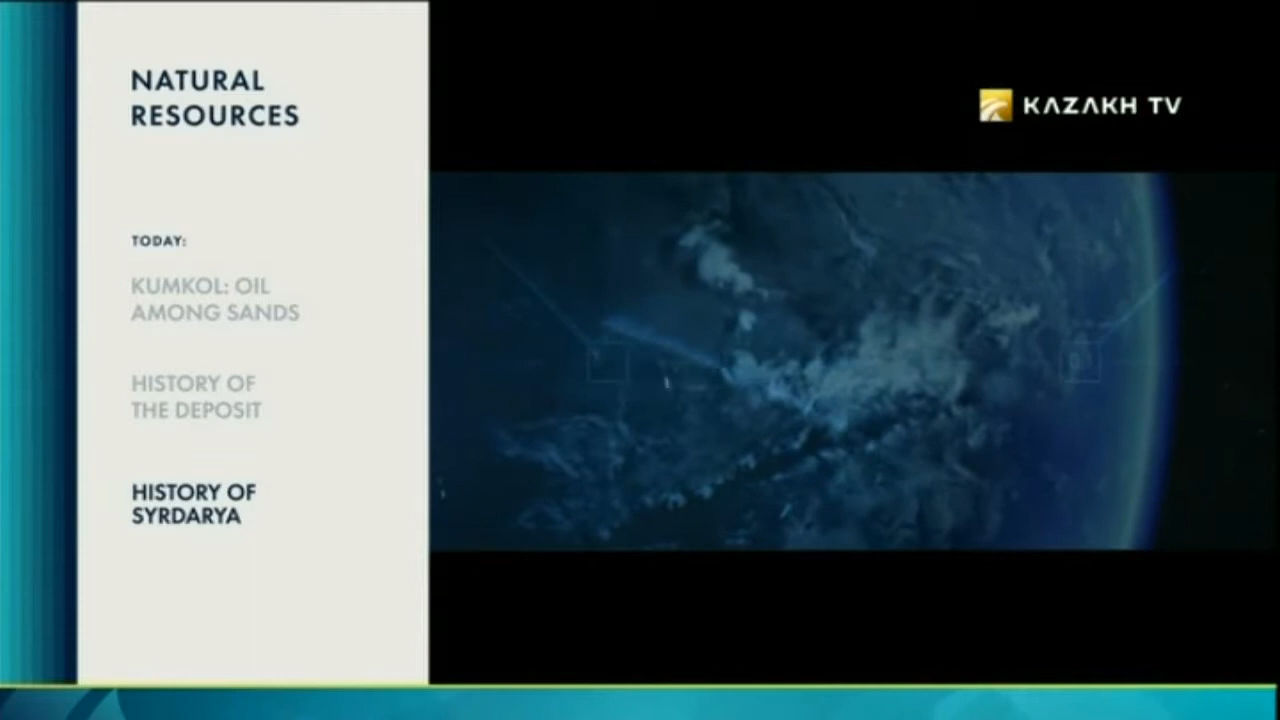 NATURAL
RESOURCES
KAZAKH TV
TODAY:
KUMKOL: OIL
AMONG SANDS
HISTORY OF
THE DEPOSIT
HISTORY OF
SYRDARYA